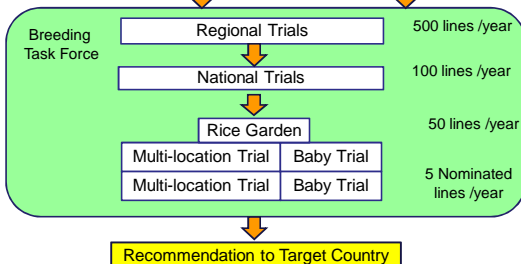 Breeding
Task Force
Regional Trials
500 lines /year
National Trials
100 lines /year
Rice Garden
50 lines /year
Multi-location Trial
Baby Trial
Multi-location Trial
Baby Trial
5 Nominated
lines /year
Recommendation to Target Country